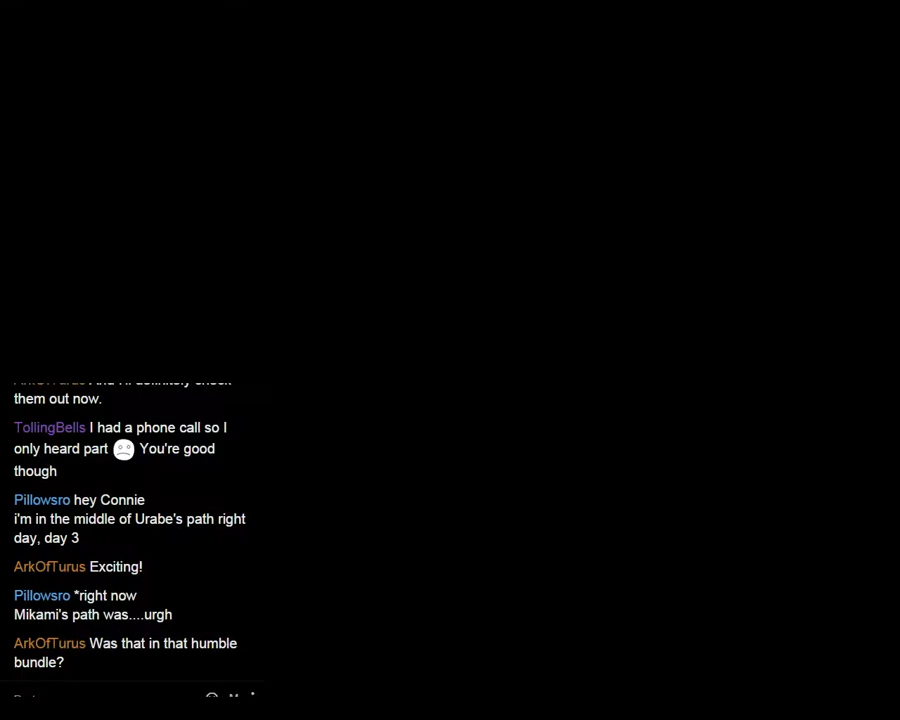 them out now.
TollingBells I had a phone call so I
only heard part You're good
though
Pillowsro hey Connie
i'm in the middle of Urabe's path right
day, day 3
ArkOfTurus Exciting!
Pillowsro *right now
Mikami's path was....urgh
ArkOfTurus Was that in that humble
bundle?